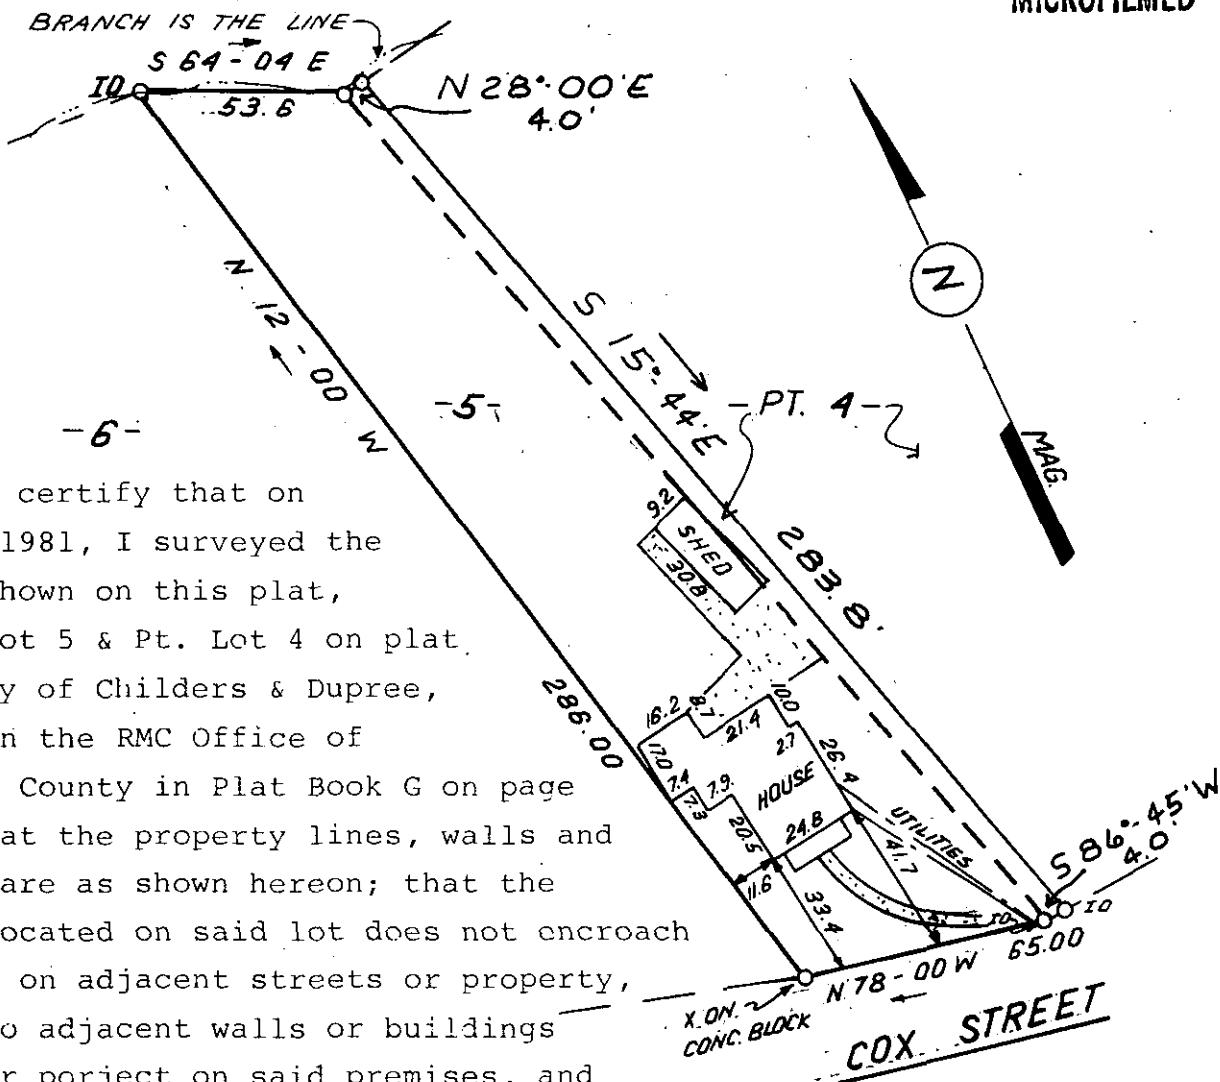 MICROFILMED
BRANCH IS THE LINE
S 64-04 E
IO
53.6
N 28°-00'E
4.0'
N
MAG.
N 12-00 W
S 15°-44'E
-5-
-PT. 4-
-6-
9.2
SHED
30.8
283.8'
286.00
16.2
8.7
10.0
17.0
21.4
2.7
26.4
7.4
7.3
7.9
HOUSE
20.5
24.8
UTILITIES
41.7
11.6
33.4
S 86°-45'W
4.0'
IO
IO
65.00
N 78-00 W
X ON
CONC. BLOCK
COX STREET
certify that on
1981, I surveyed the
hown on this plat,
ot 5 & Pt. Lot 4 on plat
y of Childers & Dupree,
n the RMC Office of
County in Plat Book G on page
at the property lines, walls and
are as shown hereon; that the
ocated on said lot does not encroach
on adjacent streets or property,
o adjacent walls or buildings
r porject on said premises, and